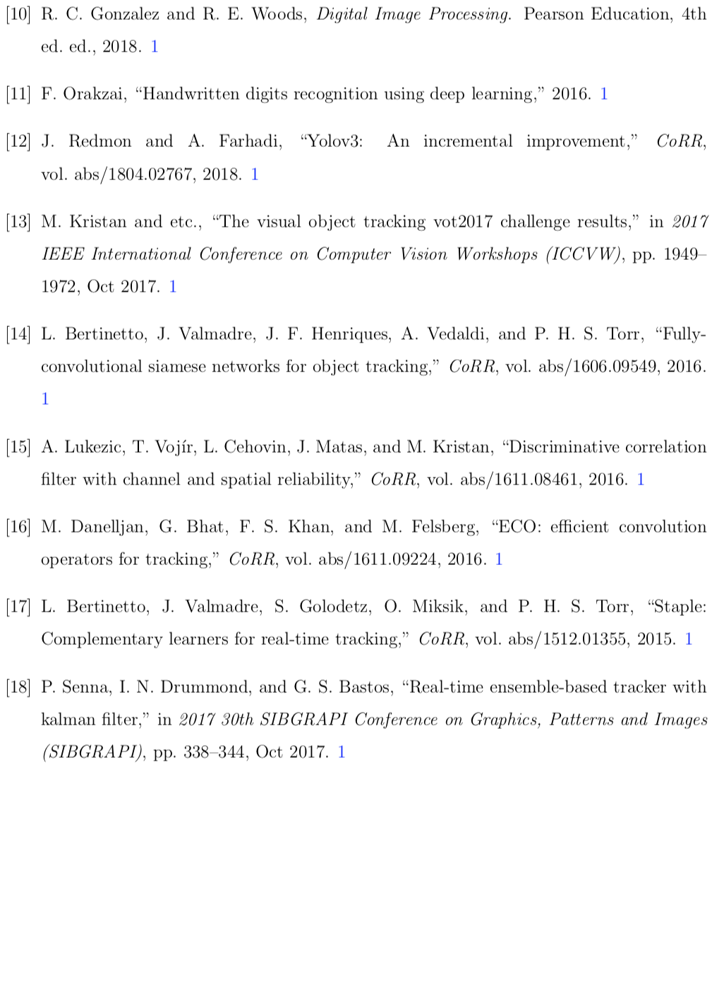 [10] R. C. Gonzalez and R. E. Woods, Digital Image Processing. Pearson Education, 4th
ed. ed., 2018. 1
[11] F. Orakzai, “Handwritten digits recognition using deep learning,” 2016. 1
[12] J. Redmon and A. Farhadi, “Yolov3: An incremental improvement,” CoRR,
vol. abs/1804.02767, 2018. 1
[13] M. Kristan and etc., “The visual object tracking vot2017 challenge results,” in 2017
IEEE International Conference on Computer Vision Workshops (ICCVW), pp. 1949–
1972, Oct 2017. 1
[14] L. Bertinetto, J. Valmadre, J. F. Henriques, A. Vedaldi, and P. H. S. Torr, “Fully-
convolutional siamese networks for object tracking,” CoRR, vol. abs/1606.09549, 2016.
1
[15] A. Lukezic, T. Vojír, L. Cehovin, J. Matas, and M. Kristan, “Discriminative correlation
filter with channel and spatial reliability,” CoRR, vol. abs/1611.08461, 2016. 1
[16] M. Danelljan, G. Bhat, F. S. Khan, and M. Felsberg, “ECO: efficient convolution
operators for tracking,” CoRR, vol. abs/1611.09224, 2016. 1
[17] L. Bertinetto, J. Valmadre, S. Golodetz, O. Miksik, and P. H. S. Torr, “Staple:
Complementary learners for real-time tracking,” CoRR, vol. abs/1512.01355, 2015. 1
[18] P. Senna, I. N. Drummond, and G. S. Bastos, “Real-time ensemble-based tracker with
kalman filter,” in 2017 30th SIBGRAPI Conference on Graphics, Patterns and Images
(SIBGRAPI), pp. 338–344, Oct 2017. 1